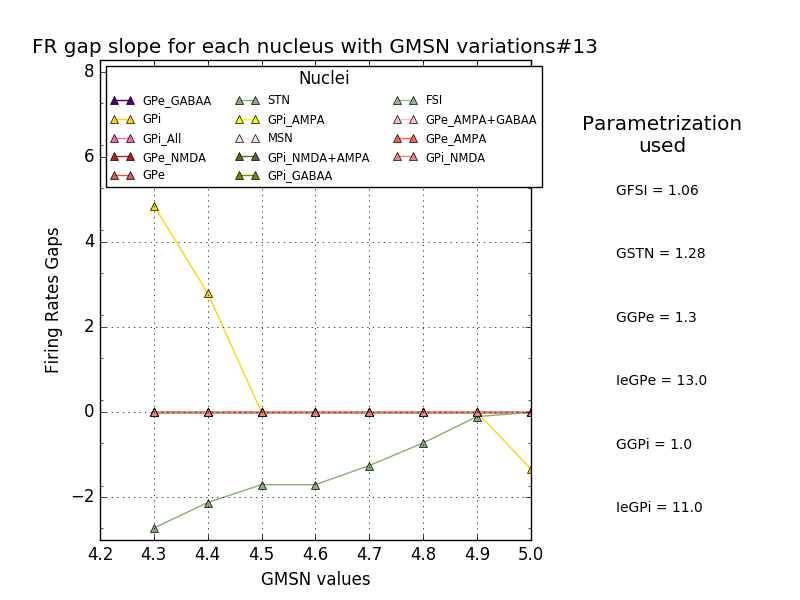 FR gap slope for each nucleus with GMSN variations#13
Nuclei
GPe_GABAA STN FSI
GPi GPi_AMPA GPe_AMPA+GABAA
GPi_All MSN GPe_AMPA
GPe_NMDA GPi_NMDA+AMPA GPi_NMDA
GPe GPi_GABAA
8
6
4
2
0
−2
Firing Rates Gaps
4.2 4.3 4.4 4.5 4.6 4.7 4.8 4.9 5.0
GMSN values
Parametrization
used
GFSI = 1.06
GSTN = 1.28
GGPe = 1.3
IeGPe = 13.0
GGPi = 1.0
IeGPi = 11.0